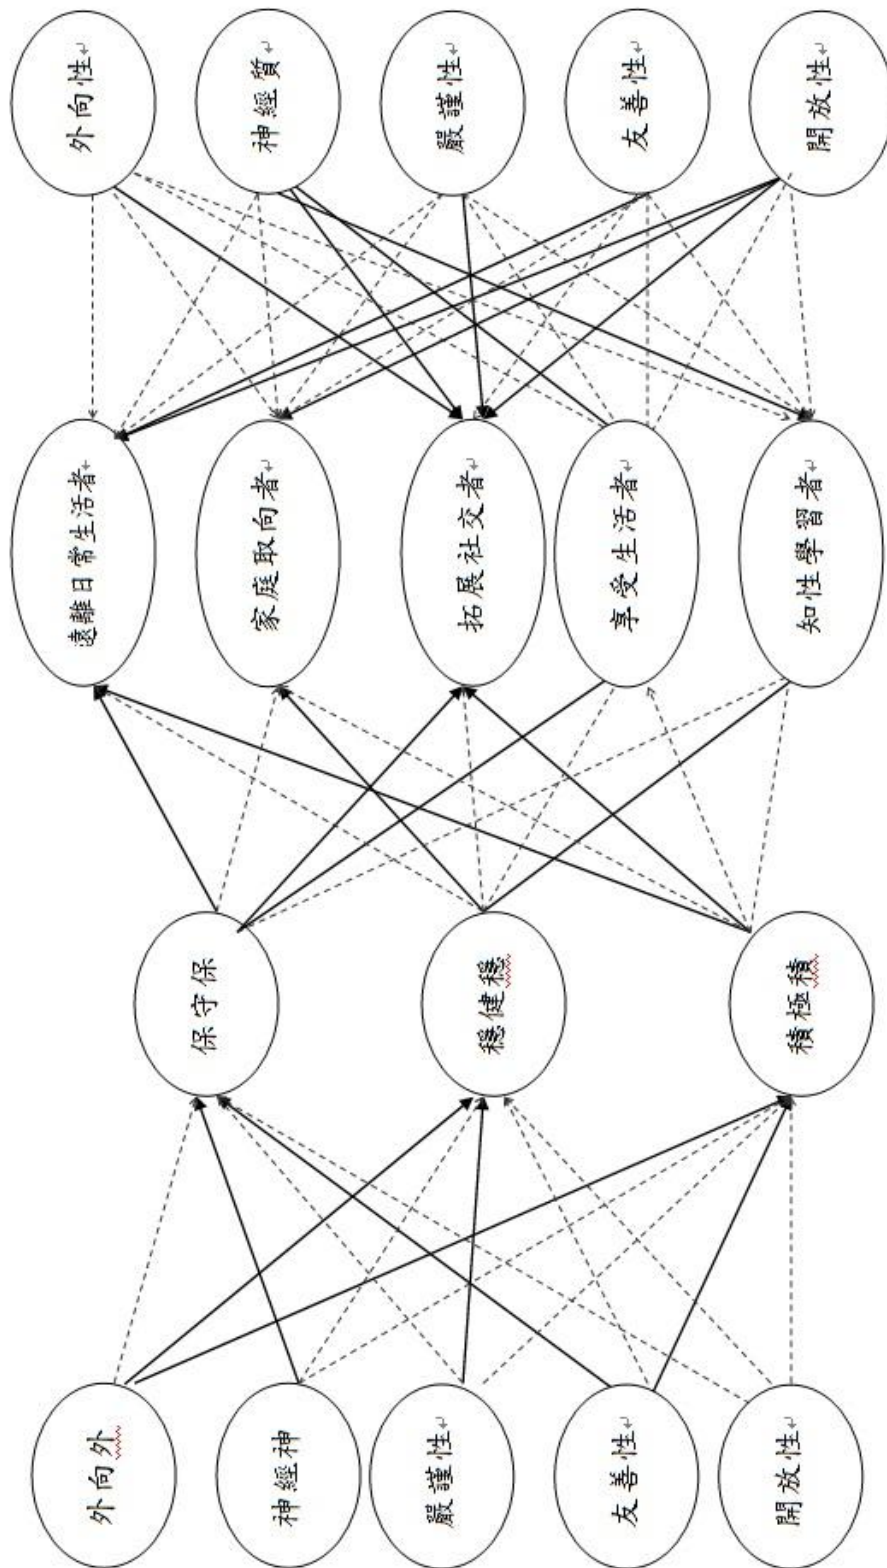 開放性
友善性
嚴謹性
神經神
外向外
積極積
穩健穩
保守保
知性學習者
享受生活者
拓展社交者
家庭取向者
遠離日常生活者
開放性
友善性
嚴謹性
神經質
外向性